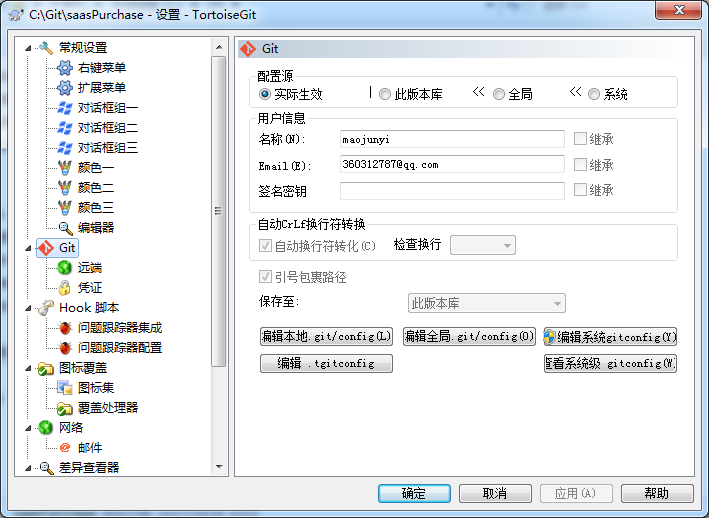 C:\Git\saasPurchase - 设置 - TortoiseGit
常规设置
右键菜单
扩展菜单
对话框组一
对话框组二
对话框组三
颜色一
颜色二
颜色三
编辑器
Git
远端
凭证
Hook 脚本
问题跟踪器集成
问题跟踪器配置
图标覆盖
图标集
覆盖处理器
网络
邮件
差异查看器
Git
配置源
实际生效 | 此版本库 << 全局 << 系统
用户信息
名称(N): maojunyi 继承
Email(E): 360312787@qq.com 继承
签名密钥 继承
自动CrLf换行符转换
自动换行符转化(C) 检查换行
引号包裹路径
保存至: 此版本库
编辑本地.git/config(L) 编辑全局.git/config(O) 编辑系统gitconfig(Y)
编辑 .tgitconfig 查看系统级 gitconfig(W)
确定 取消 应用(A) 帮助